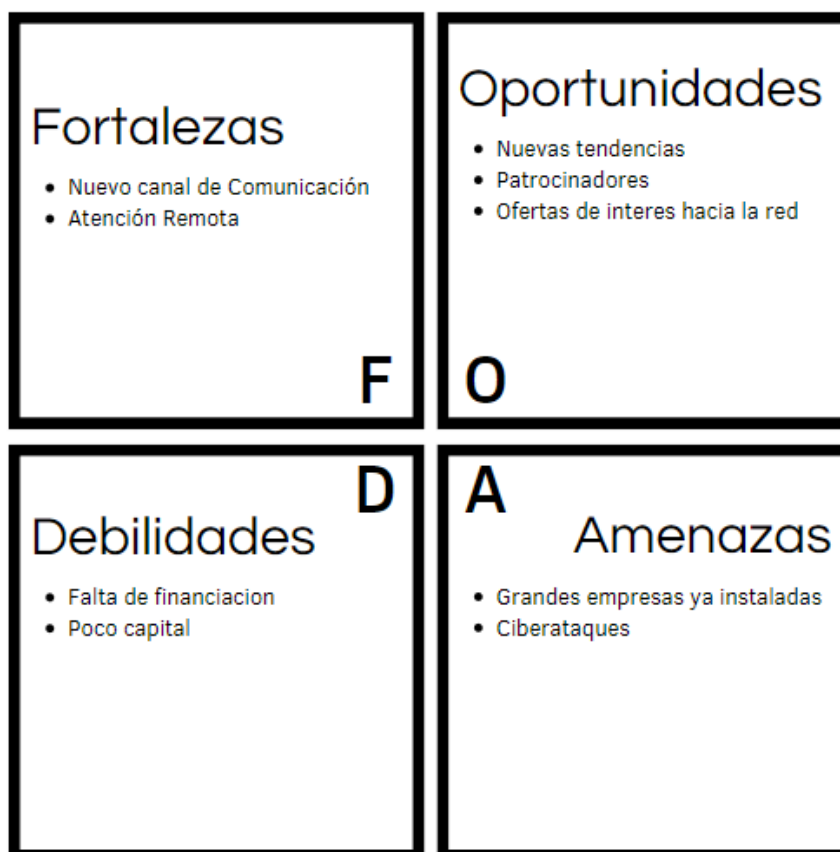 Fortalezas
• Nuevo canal de Comunicación
• Atención Remota
F
Oportunidades
• Nuevas tendencias
• Patrocinadores
• Ofertas de interes hacia la red
O
D
Debilidades
• Falta de financiacion
• Poco capital
A
Amenazas
• Grandes empresas ya instaladas
• Ciberataques